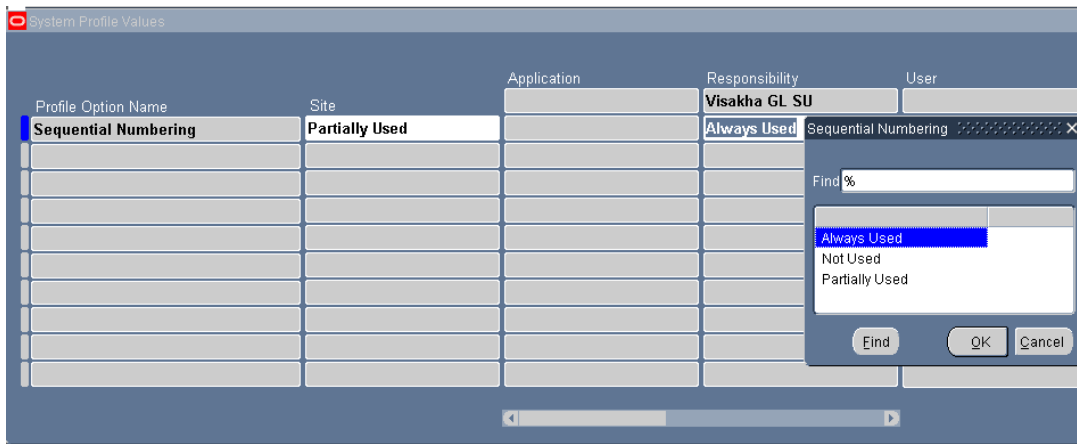 System Profile Values
Application Responsibility User
Profile Option Name Site Visakha GL SU
Sequential Numbering Partially Used Always Used
Sequential Numbering
Find %
Always Used
Not Used
Partially Used
Find OK Cancel